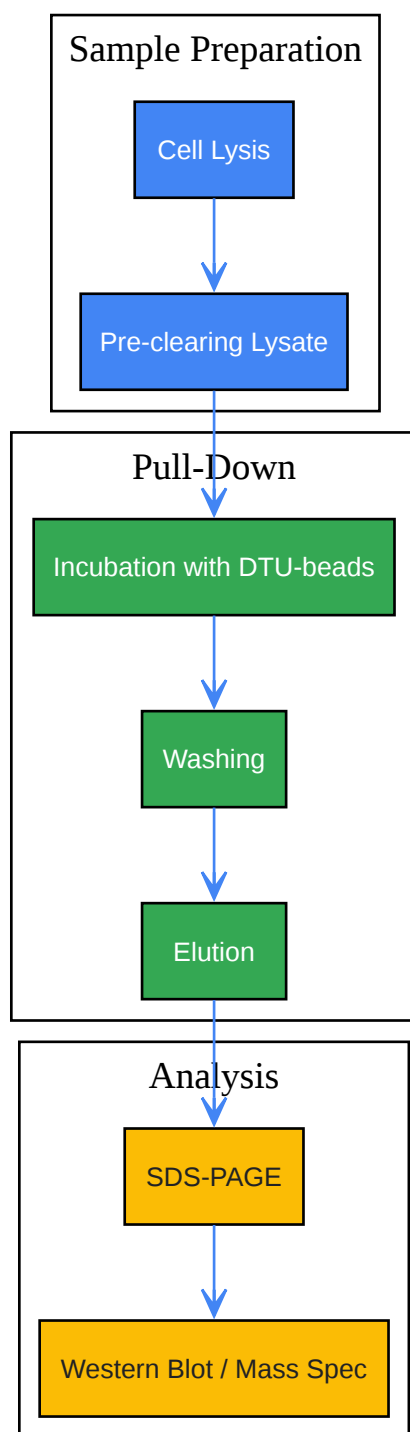 Sample Preparation
Cell Lysis
Pre-clearing Lysate
Pull-Down
Incubation with DTU-beads
Washing
Elution
Analysis
SDS-PAGE
Western Blot / Mass Spec